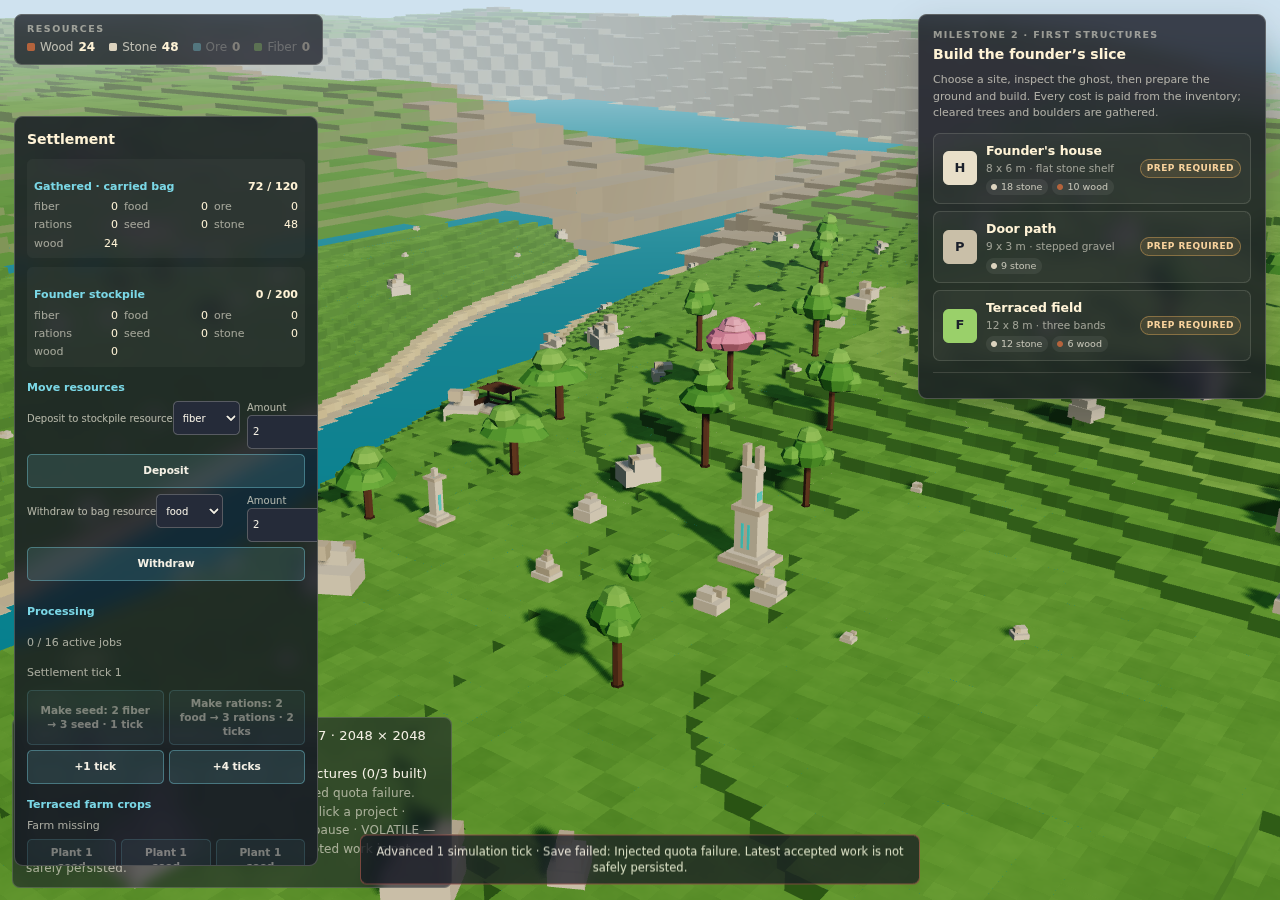 RESOURCES
Wood 24 Stone 48 Ore 0 Fiber 0
Settlement
Gathered · carried bag 72 / 120
fiber 0 food 0 ore 0
rations 0 seed 0 stone 48
wood 24
Founder stockpile 0 / 200
fiber 0 food 0 ore 0
rations 0 seed 0 stone 0
wood 0
Move resources
Deposit to stockpile resource fiber Amount 2
Deposit
Withdraw to bag resource food Amount 2
Withdraw
Processing
0 / 16 active jobs
Settlement tick 1
Make seed: 2 fiber
→ 3 seed · 1 tick
Make rations: 2
food → 3 rations · 2
ticks
+1 tick +4 ticks
Terraced farm crops
Farm missing
Plant 1 Plant 1 Plant 1
7 · 2048 × 2048
ctures (0/3 built)
ed quota failure.
lick a project ·
pause · VOLATILE —
sted work
safely persisted.
Advanced 1 simulation tick · Save failed: Injected quota failure. Latest accepted work is not
safely persisted.
MILESTONE 2 · FIRST STRUCTURES
Build the founder’s slice
Choose a site, inspect the ghost, then prepare the
ground and build. Every cost is paid from the inventory;
cleared trees and boulders are gathered.
H
Founder's house
8 x 6 m · flat stone shelf
18 stone 10 wood
PREP REQUIRED
P
Door path
9 x 3 m · stepped gravel
9 stone
PREP REQUIRED
F
Terraced field
12 x 8 m · three bands
12 stone 6 wood
PREP REQUIRED